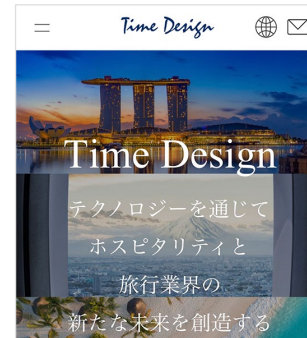 Time Design
Time Design
テクノロジーを通じて
ホスピタリティと
旅行業界の
新たな未来を創造する